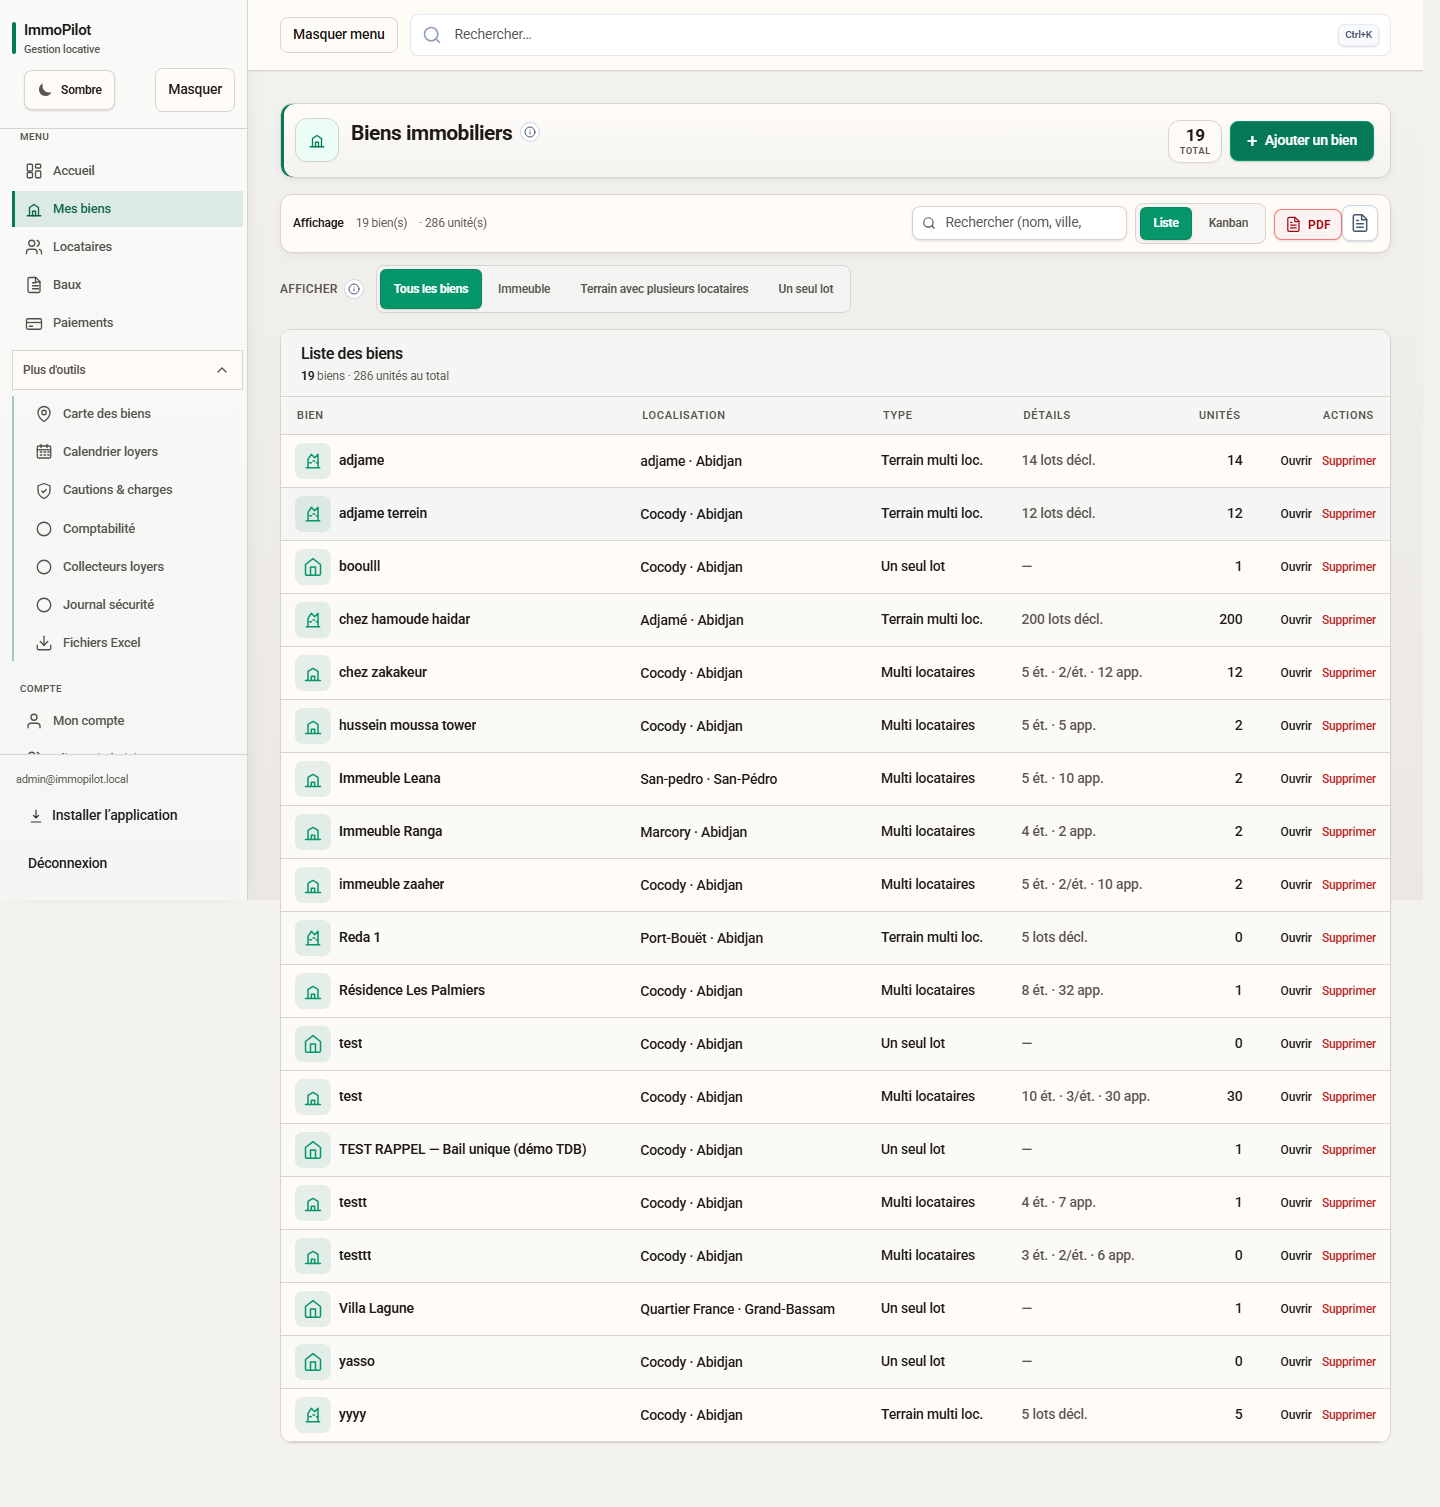 ImmoPilot
Gestion locative
Sombre
Masquer
MENU
Accueil
Mes biens
Locataires
Baux
Paiements
Plus d'outils
Carte des biens
Calendrier loyers
Cautions & charges
Comptabilité
Collecteurs loyers
Journal sécurité
Fichiers Excel
COMPTE
Mon compte
admin@immopilot.local
Installer l’application
Déconnexion
Masquer menu
Rechercher...
Ctrl+K
Biens immobiliers
19
TOTAL
+ Ajouter un bien
Affichage 19 bien(s) · 286 unité(s)
Rechercher (nom, ville,
Liste
Kanban
PDF
AFFICHER
Tous les biens
Immeuble
Terrain avec plusieurs locataires
Un seul lot
Liste des biens
19 biens · 286 unités au total
BIEN LOCALISATION TYPE DÉTAILS UNITÉS ACTIONS
adjame adjame · Abidjan Terrain multi loc. 14 lots décl. 14 Ouvrir Supprimer
adjame terrein Cocody · Abidjan Terrain multi loc. 12 lots décl. 12 Ouvrir Supprimer
booulll Cocody · Abidjan Un seul lot — 1 Ouvrir Supprimer
chez hamoude haidar Adjamé · Abidjan Terrain multi loc. 200 lots décl. 200 Ouvrir Supprimer
chez zakakeur Cocody · Abidjan Multi locataires 5 ét. · 2/ét. · 12 app. 12 Ouvrir Supprimer
hussein moussa tower Cocody · Abidjan Multi locataires 5 ét. · 5 app. 2 Ouvrir Supprimer
Immeuble Leana San-pedro · San-Pédro Multi locataires 5 ét. · 10 app. 2 Ouvrir Supprimer
Immeuble Ranga Marcory · Abidjan Multi locataires 4 ét. · 2 app. 2 Ouvrir Supprimer
immeuble zaaher Cocody · Abidjan Multi locataires 5 ét. · 2/ét. · 10 app. 2 Ouvrir Supprimer
Reda 1 Port-Bouët · Abidjan Terrain multi loc. 5 lots décl. 0 Ouvrir Supprimer
Résidence Les Palmiers Cocody · Abidjan Multi locataires 8 ét. · 32 app. 1 Ouvrir Supprimer
test Cocody · Abidjan Un seul lot — 0 Ouvrir Supprimer
test Cocody · Abidjan Multi locataires 10 ét. · 3/ét. · 30 app. 30 Ouvrir Supprimer
TEST RAPPEL — Bail unique (démo TDB) Cocody · Abidjan Un seul lot — 1 Ouvrir Supprimer
testt Cocody · Abidjan Multi locataires 4 ét. · 7 app. 1 Ouvrir Supprimer
testtt Cocody · Abidjan Multi locataires 3 ét. · 2/ét. · 6 app. 0 Ouvrir Supprimer
Villa Lagune Quartier France · Grand-Bassam Un seul lot — 1 Ouvrir Supprimer
yasso Cocody · Abidjan Un seul lot — 0 Ouvrir Supprimer
yyyy Cocody · Abidjan Terrain multi loc. 5 lots décl. 5 Ouvrir Supprimer